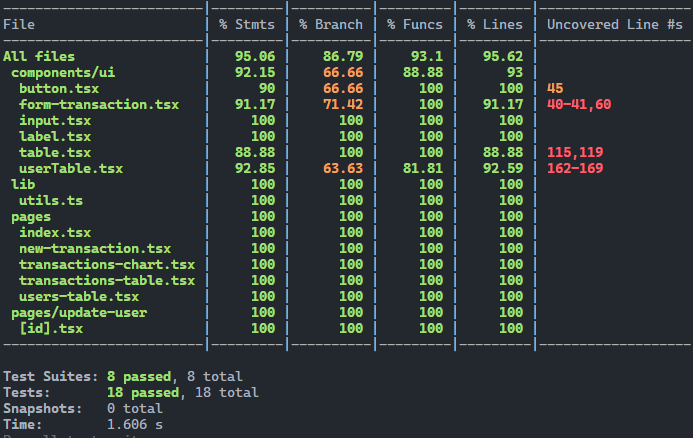 -------------------------|---------|----------|---------|---------|-------------------
File                     | % Stmts | % Branch | % Funcs | % Lines | Uncovered Line #s
-------------------------|---------|----------|---------|---------|-------------------
All files                |   95.06 |    86.79 |    93.1 |   95.62 |
 components/ui           |   92.15 |    66.66 |   88.88 |      93 |
  button.tsx             |      90 |    66.66 |     100 |     100 | 45
  form-transaction.tsx   |   91.17 |    71.42 |     100 |   91.17 | 40-41,60
  input.tsx              |     100 |      100 |     100 |     100 |
  label.tsx              |     100 |      100 |     100 |     100 |
  table.tsx              |   88.88 |      100 |     100 |   88.88 | 115,119
  userTable.tsx          |   92.85 |    63.63 |   81.81 |   92.59 | 162-169
 lib                     |     100 |      100 |     100 |     100 |
  utils.ts               |     100 |      100 |     100 |     100 |
 pages                   |     100 |      100 |     100 |     100 |
  index.tsx              |     100 |      100 |     100 |     100 |
  new-transaction.tsx    |     100 |      100 |     100 |     100 |
  transactions-chart.tsx |     100 |      100 |     100 |     100 |
  transactions-table.tsx |     100 |      100 |     100 |     100 |
  users-table.tsx        |     100 |      100 |     100 |     100 |
 pages/update-user       |     100 |      100 |     100 |     100 |
  [id].tsx               |     100 |      100 |     100 |     100 |
-------------------------|---------|----------|---------|---------|-------------------
Test Suites: 8 passed, 8 total
Tests:       18 passed, 18 total
Snapshots:   0 total
Time:        1.606 s